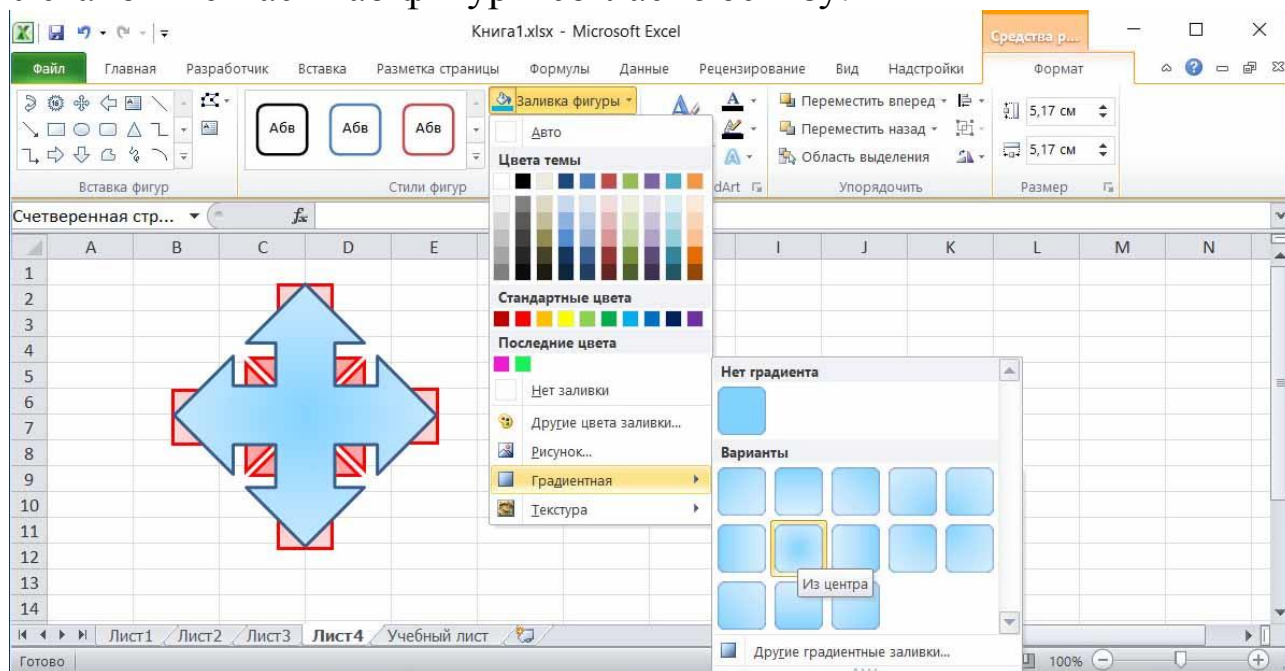 Книга1.xlsx - Microsoft Excel
Средства р...
Файл Главная Разработчик Вставка Разметка страницы Формулы Данные Рецензирование Вид Надстройки Формат
Абв Абв Абв
Заливка фигуры
Переместить вперед
Переместить назад
Область выделения
5,17 см
5,17 см
Вставка фигур
Стили фигур
dArt
Упорядочить
Размер
Авто
Цвета темы
Стандартные цвета
Последние цвета
Нет заливки
Другие цвета заливки...
Рисунок...
Градиентная
Текстура
Нет градиента
Варианты
Из центра
Другие градиентные заливки...
Счетверенная стр...
fx
A B C D E I J K L M N
1
2
3
4
5
6
7
8
9
10
11
12
13
14
Лист1 Лист2 Лист3 Лист4 Учебный лист
Готово
100%